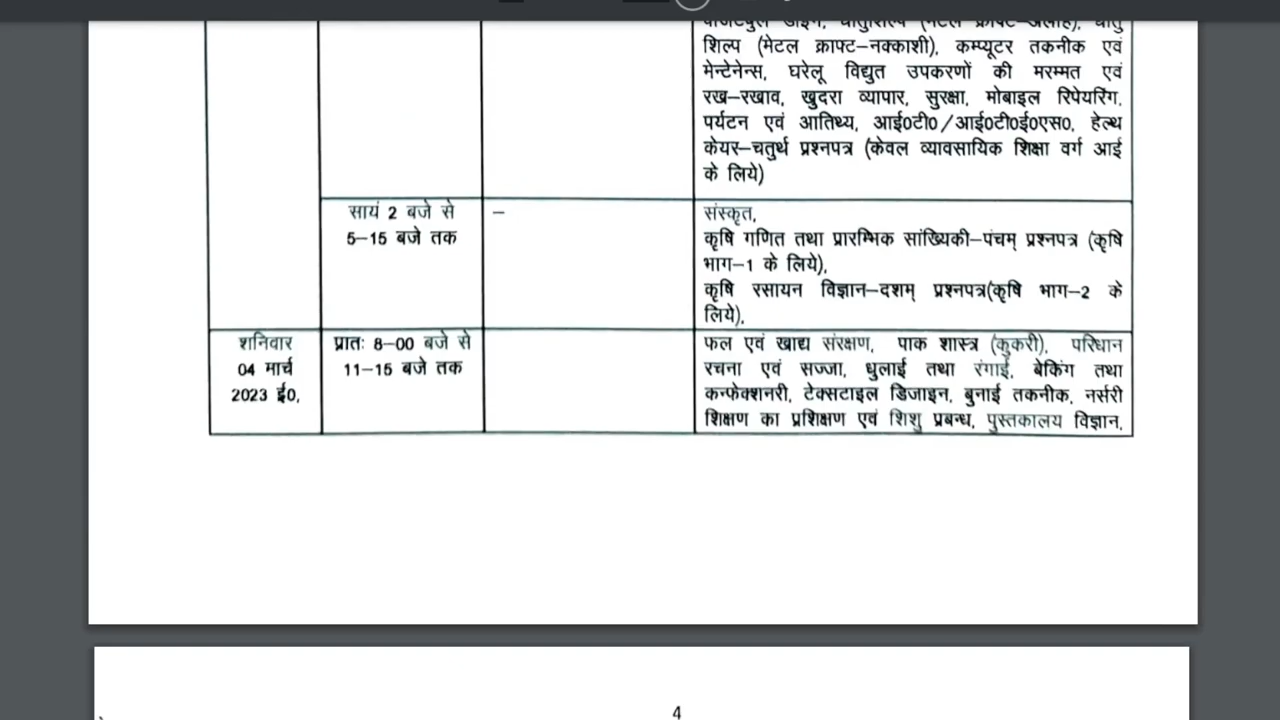 शिल्प (मेटल क्राफ्ट–नक्काशी), कम्प्यूटर तकनीक एवं
मेन्टेनेन्स, घरेलू विद्युत उपकरणों की मरम्मत एवं
रख–रखाव, खुदरा व्यापार, सुरक्षा, मोबाइल रिपेयरिंग,
पर्यटन एवं आतिथ्य, आई0टी0/आई0टी0ई0एस0, हेल्थ
केयर–चतुर्थ प्रश्नपत्र (केवल व्यावसायिक शिक्षा वर्ग आई
के लिये)
सायं 2 बजे से
5–15 बजे तक
–
संस्कृत,
कृषि गणित तथा प्रारम्भिक सांख्यिकी–पंचम् प्रश्नपत्र (कृषि
भाग–1 के लिये),
कृषि रसायन विज्ञान–दशम् प्रश्नपत्र(कृषि भाग–2 के
लिये),
शनिवार
04 मार्च
2023 ई0,
प्रातः 8–00 बजे से
11–15 बजे तक
फल एवं खाद्य संरक्षण, पाक शास्त्र (कुकरी), परिधान
रचना एवं सज्जा, धुलाई तथा रंगाई, बेकिंग तथा
कन्फेक्शनरी, टेक्सटाइल डिजाइन, बुनाई तकनीक, नर्सरी
शिक्षण का प्रशिक्षण एवं शिशु प्रबन्ध, पुस्तकालय विज्ञान,
4